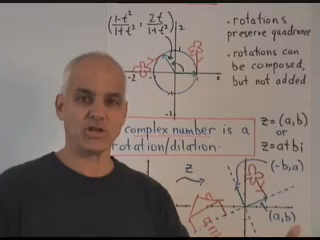 (1-t²/1+t², 2t/1+t²)
• rotations
preserve quadrance
• rotations can
be composed,
but not added
2
1
-2
2
complex number is a
rotation/dilation.
z = (a,b)
or
z = a+bi
z
(-b,a)
(a,b)